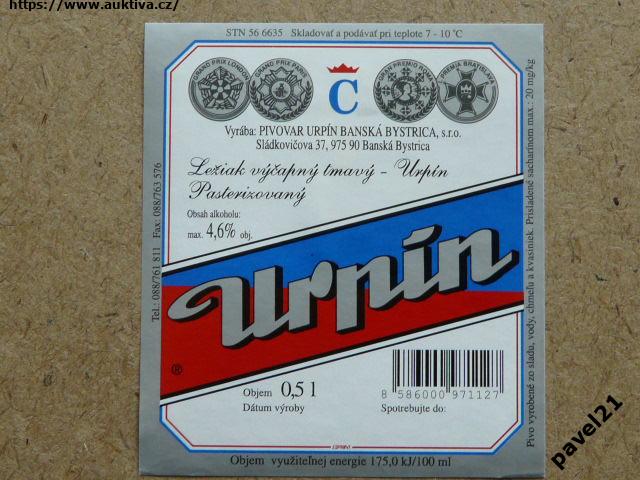 https://www.auktiva.cz/
STN 56 6635 Skladovať a podávať pri teplote 7 - 10 °C
GRAND PRIX LONDON
GRAND PRIX PARIS
GRAN PREMIO ROMA
PREMIA BRATISLAVA
Č
Vyrába: PIVOVAR URPÍN BANSKÁ BYSTRICA, s.r.o.
Sládkovičova 37, 975 90 Banská Bystrica
Ležiak výčapný tmavý - Urpín
Pasterizovaný
Obsah alkoholu:
max. 4,6% obj.
Urpín
®
Objem 0,5 l
Dátum výroby
8 586000 971127
Spotrebujte do:
Objem využiteľnej energie 175,0 kJ/100 ml
Tel.: 088/761 811 Fax: 088/763 576
Pivo vyrobené zo sladu, vody, chmeľu a kvasiniek. Prisladené sacharínom max.: 20 mg/kg
pavel21